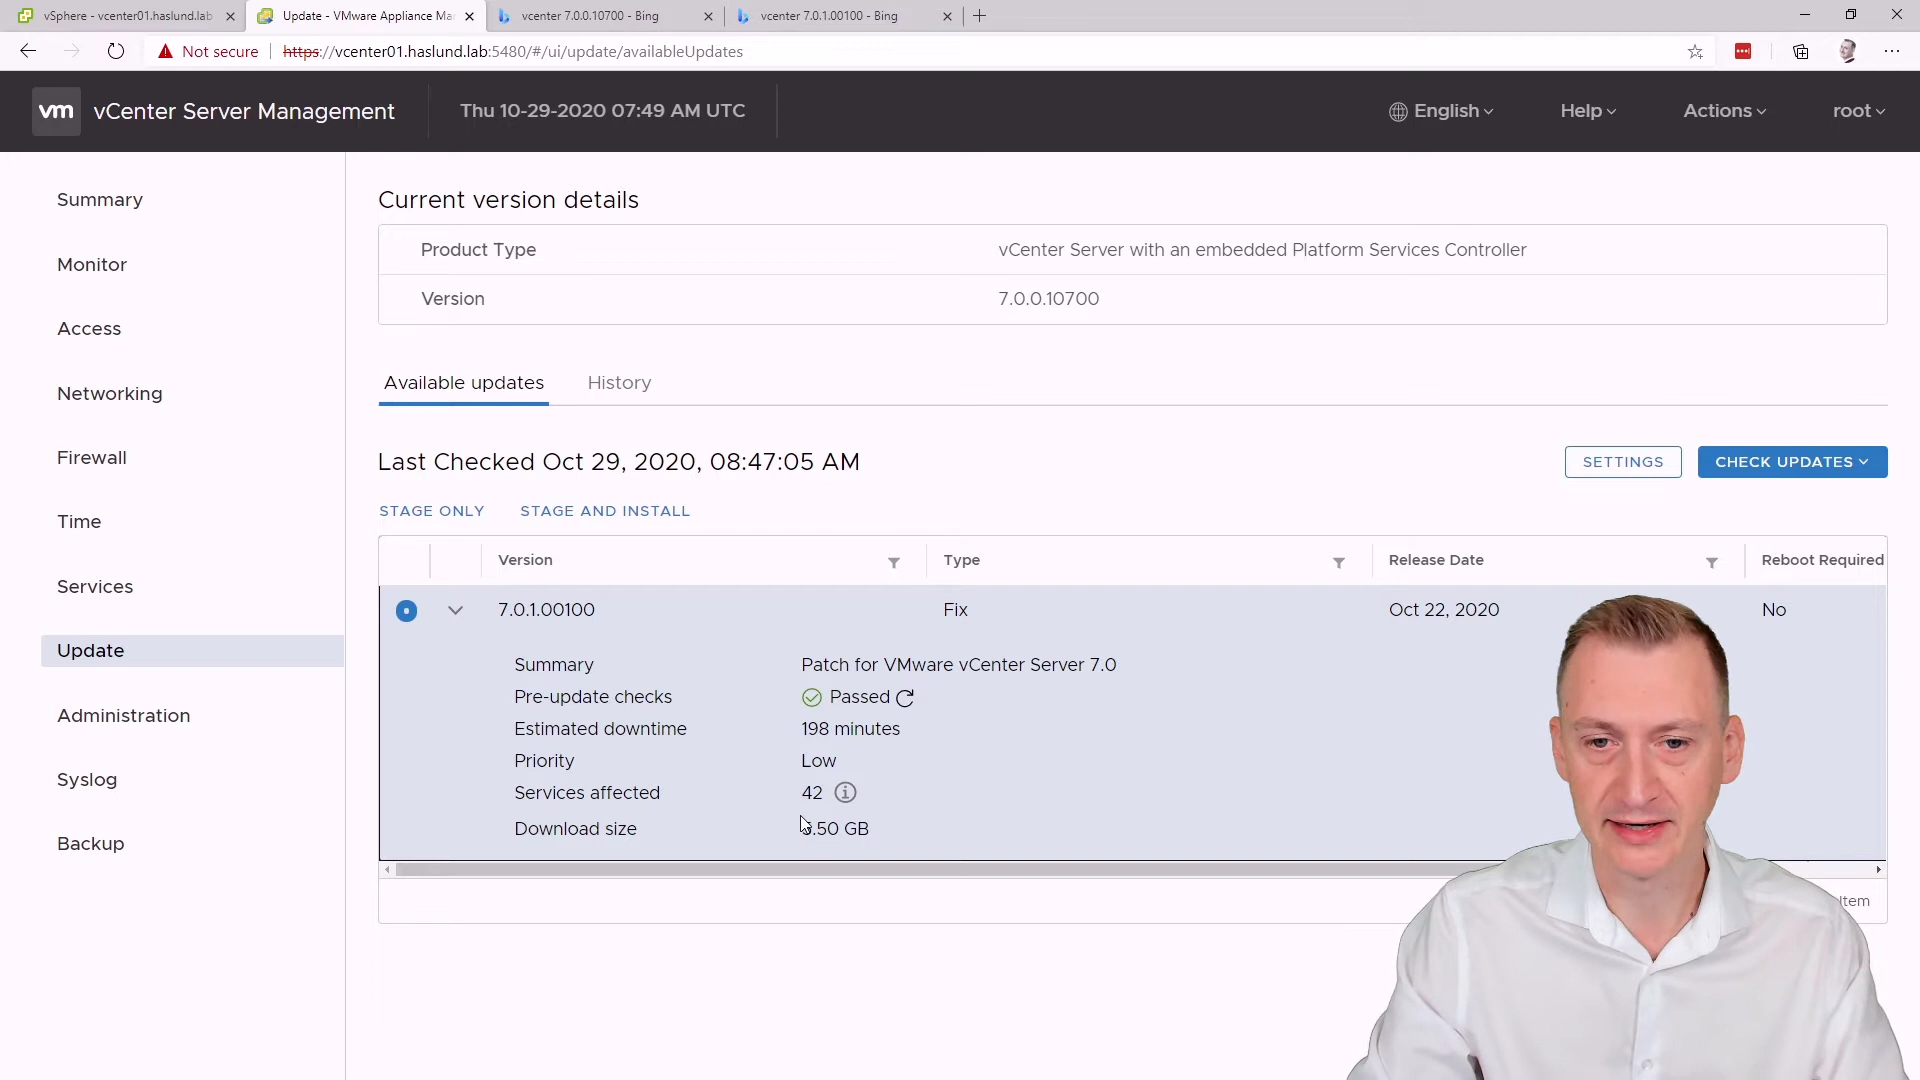 vSphere - vcenter01.haslund.lab
Update - VMware Appliance Ma
vcenter 7.0.0.10700 - Bing
vcenter 7.0.1.00100 - Bing
Not secure
https://vcenter01.haslund.lab:5480/#/ui/update/availableUpdates
vm
vCenter Server Management
Thu 10-29-2020 07:49 AM UTC
English
Help
Actions
root
Summary
Monitor
Access
Networking
Firewall
Time
Services
Update
Administration
Syslog
Backup
Current version details
Product Type vCenter Server with an embedded Platform Services Controller
Version 7.0.0.10700
Available updates History
Last Checked Oct 29, 2020, 08:47:05 AM
SETTINGS
CHECK UPDATES
STAGE ONLY STAGE AND INSTALL
Version Type Release Date Reboot Required
7.0.1.00100 Fix Oct 22, 2020 No
Summary Patch for VMware vCenter Server 7.0
Pre-update checks Passed
Estimated downtime 198 minutes
Priority Low
Services affected 42
Download size .50 GB
Item